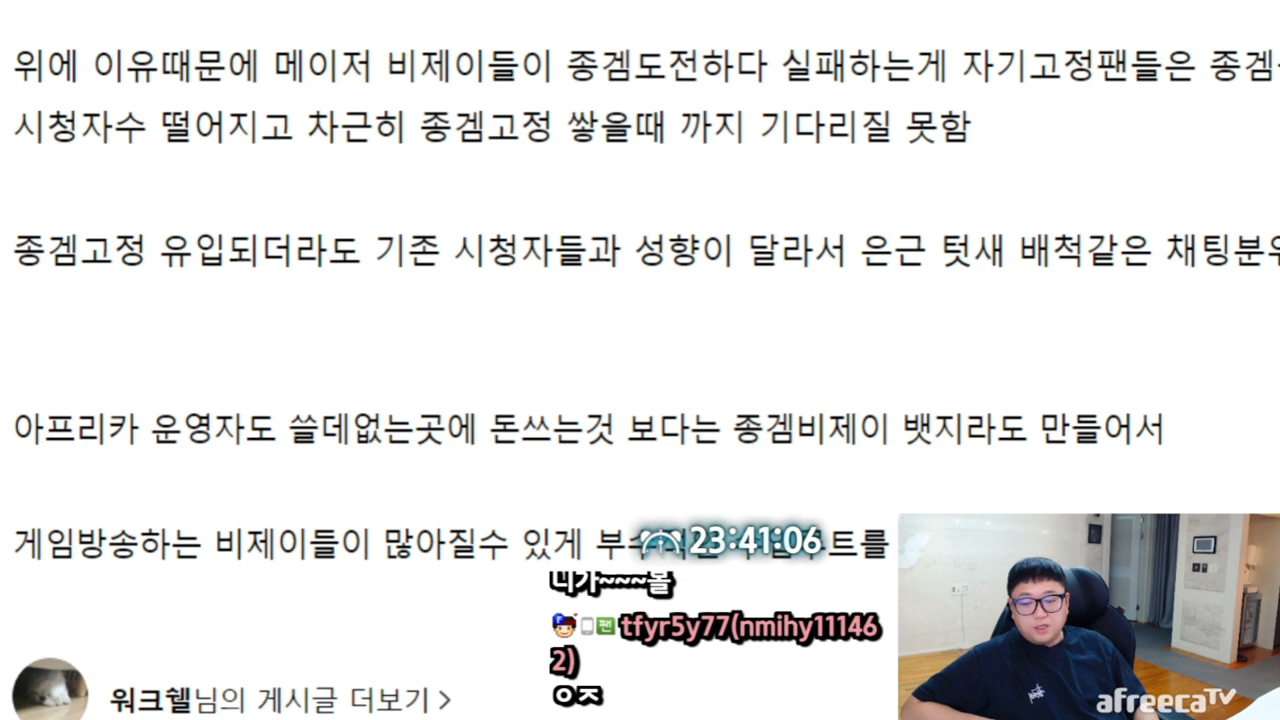 위에 이유때문에 메이저 비제이들이 종겜도전하다 실패하는게 자기고정팬들은 종겜
시청자수 떨어지고 차근히 종겜고정 쌓을때 까지 기다리질 못함
종겜고정 유입되더라도 기존 시청자들과 성향이 달라서 은근 텃새 배척같은 채팅분
아프리카 운영자도 쓸데없는곳에 돈쓰는것 보다는 종겜비제이 뱃지라도 만들어서
게임방송하는 비제이들이 많아질수 있게
23:41:06
니가~~~물
팬 tfyr5y77(nmihy11146
2)
ㅇㅈ
워크쉘님의 게시글 더보기 >
afreecaTV